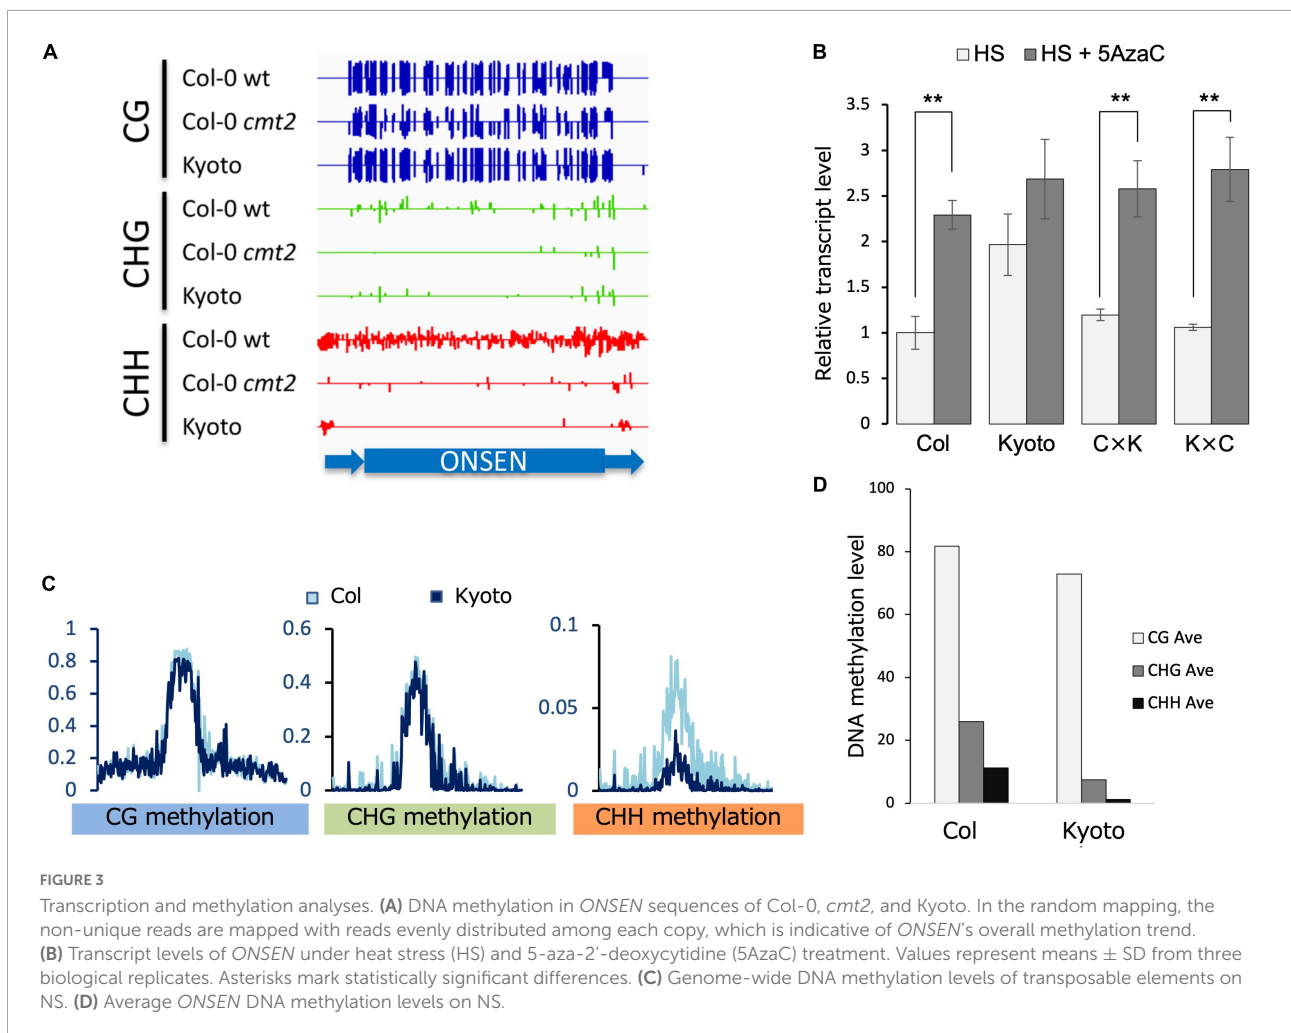 A
CG
Col-0 wt
Col-0 cmt2
Kyoto
CHG
Col-0 wt
Col-0 cmt2
Kyoto
CHH
Col-0 wt
Col-0 cmt2
Kyoto
ONSEN
B
HS
HS + 5AzaC
Relative transcript level
3.5
3
2.5
2
1.5
1
0.5
0
**
**
**
Col
Kyoto
C×K
K×C
C
Col
Kyoto
1
0.8
0.6
0.4
0.2
0
CG methylation
0.6
0.4
0.2
0
CHG methylation
0.1
0.05
0
CHH methylation
D
DNA methylation level
100
80
60
40
20
0
Col
Kyoto
CG Ave
CHG Ave
CHH Ave
FIGURE 3
Transcription and methylation analyses. (A) DNA methylation in ONSEN sequences of Col-0, cmt2, and Kyoto. In the random mapping, the
non-unique reads are mapped with reads evenly distributed among each copy, which is indicative of ONSEN's overall methylation trend.
(B) Transcript levels of ONSEN under heat stress (HS) and 5-aza-2'-deoxycytidine (5AzaC) treatment. Values represent means ± SD from three
biological replicates. Asterisks mark statistically significant differences. (C) Genome-wide DNA methylation levels of transposable elements on
NS. (D) Average ONSEN DNA methylation levels on NS.